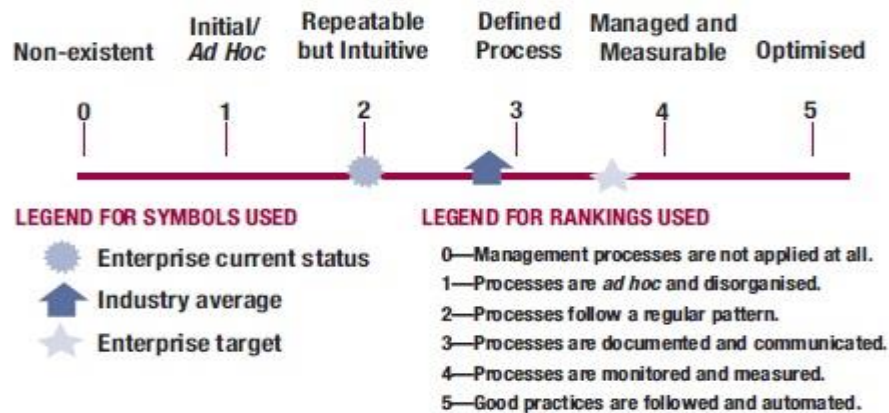 Non-existent
Initial/
Ad Hoc
Repeatable
but Intuitive
Defined
Process
Managed and
Measurable
Optimised
0 1 2 3 4 5
LEGEND FOR SYMBOLS USED
Enterprise current status
Industry average
Enterprise target
LEGEND FOR RANKINGS USED
0—Management processes are not applied at all.
1—Processes are ad hoc and disorganised.
2—Processes follow a regular pattern.
3—Processes are documented and communicated.
4—Processes are monitored and measured.
5—Good practices are followed and automated.